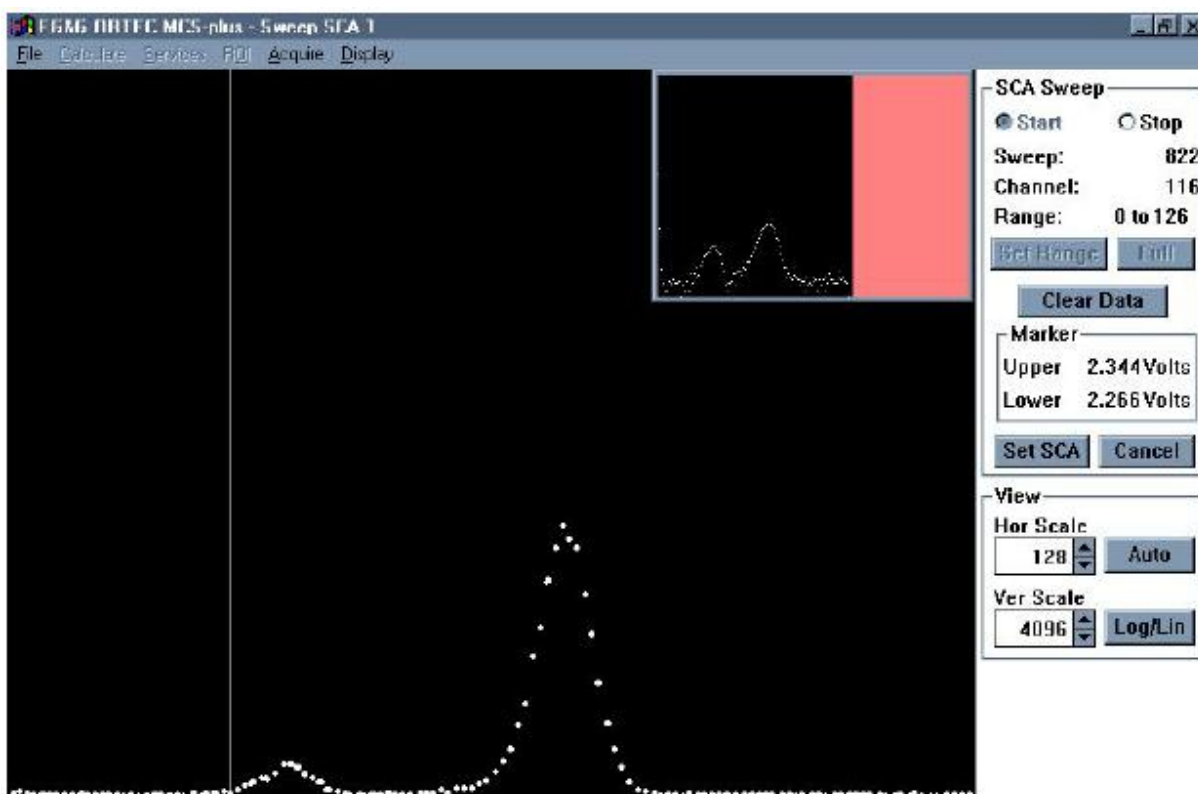 EG&G ORTEC MCS-plus - Sweep SCA 1
File Calculate Services ROI Acquire Display
SCA Sweep
Start Stop
Sweep: 822
Channel: 116
Range: 0 to 126
Set Range Full
Clear Data
Marker
Upper 2.344 Volts
Lower 2.266 Volts
Set SCA Cancel
View
Hor Scale
128 Auto
Ver Scale
4096 Log/Lin